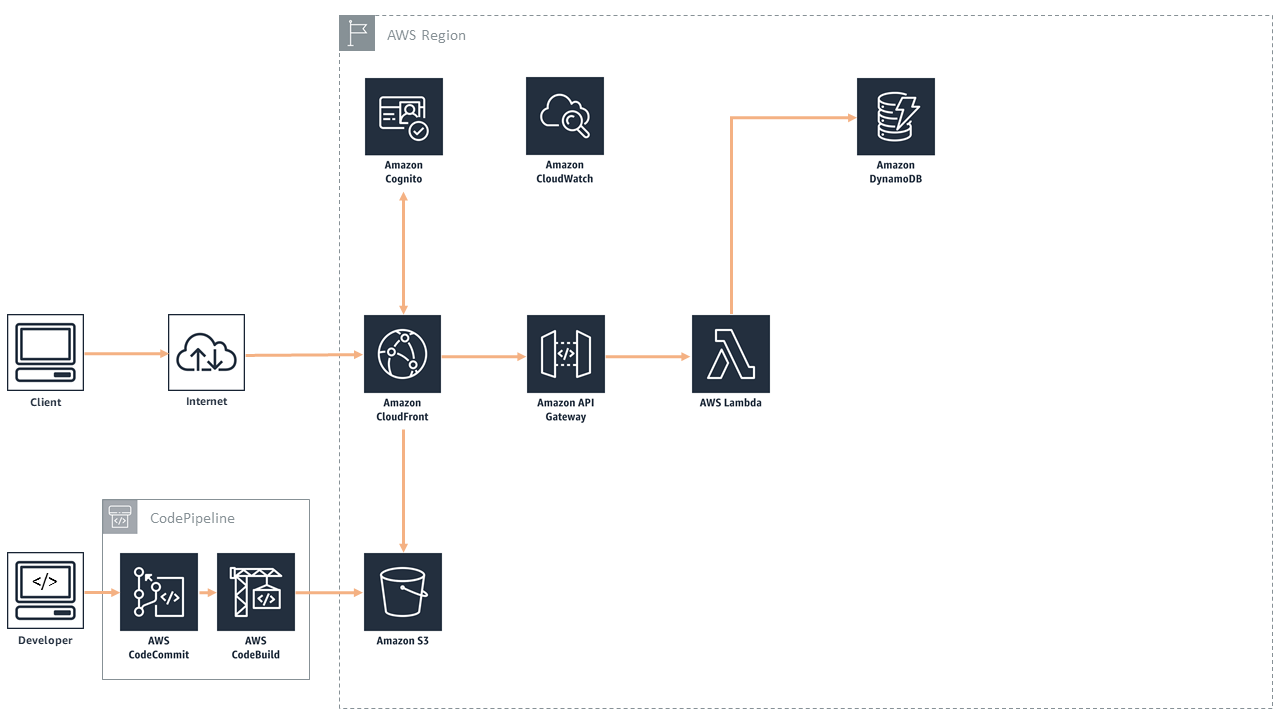 AWS Region
Amazon
Cognito
Amazon
CloudWatch
Amazon
DynamoDB
Client
Internet
Amazon
CloudFront
</>
Amazon API
Gateway
AWS Lambda
</>
CodePipeline
</>
Developer
</>
AWS
CodeCommit
</>
AWS
CodeBuild
Amazon S3